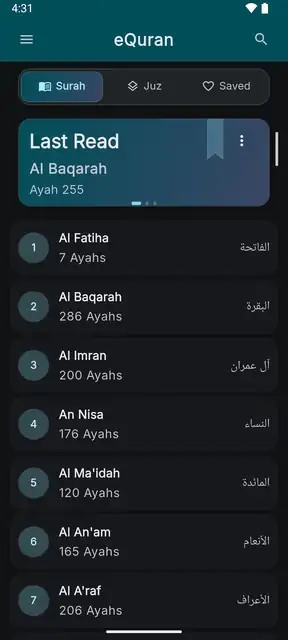 4:31
eQuran
Surah
Juz
Saved
Last Read
Al Baqarah
Ayah 255
1
Al Fatiha
7 Ayahs
الفاتحة
2
Al Baqarah
286 Ayahs
البقرة
3
Al Imran
200 Ayahs
آل عمران
4
An Nisa
176 Ayahs
النساء
5
Al Ma'idah
120 Ayahs
المائدة
6
Al An'am
165 Ayahs
الأنعام
7
Al A'raf
206 Ayahs
الأعراف